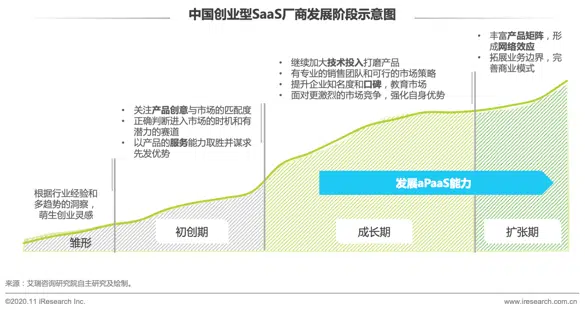 中国创业型SaaS厂商发展阶段示意图
丰富产品矩阵，形
成网络效应
拓展业务边界，完
善商业模式
继续加大技术投入打磨产品
有专业的销售团队和可行的市场策略
提升企业知名度和口碑，教育市场
面对更激烈的市场竞争，强化自身优势
关注产品创意与市场的匹配度
正确判断进入市场的时机和有
潜力的赛道
以产品的服务能力取胜并谋求
先发优势
根据行业经验和
多趋势的洞察，
萌生创业灵感
发展aPaaS能力
雏形
初创期
成长期
扩张期
来源：艾瑞咨询研究院自主研究及绘制。
©2020.11 iResearch Inc.
www.iresearch.com.cn